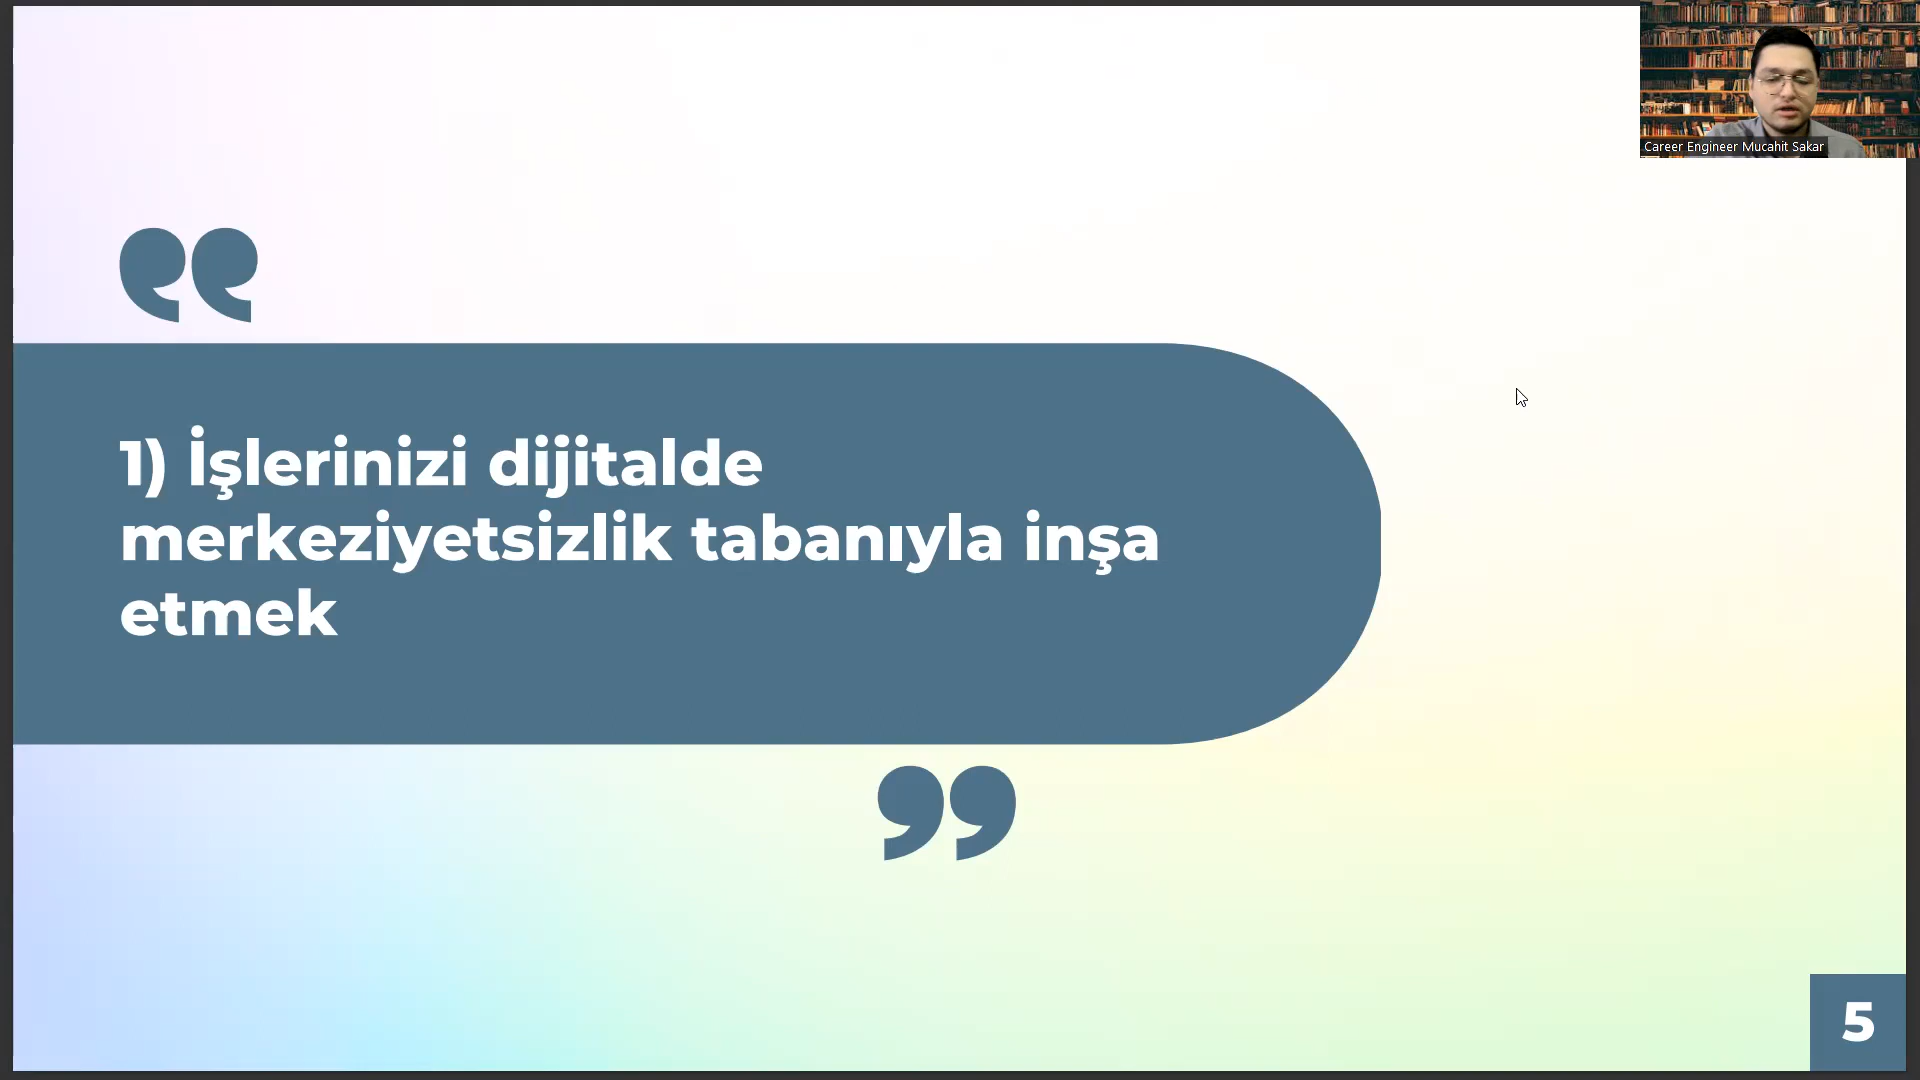 Career Engineer Mucahit Sakar
1) İşlerinizi dijitalde
merkeziyetsizlik tabanıyla inşa
etmek
5